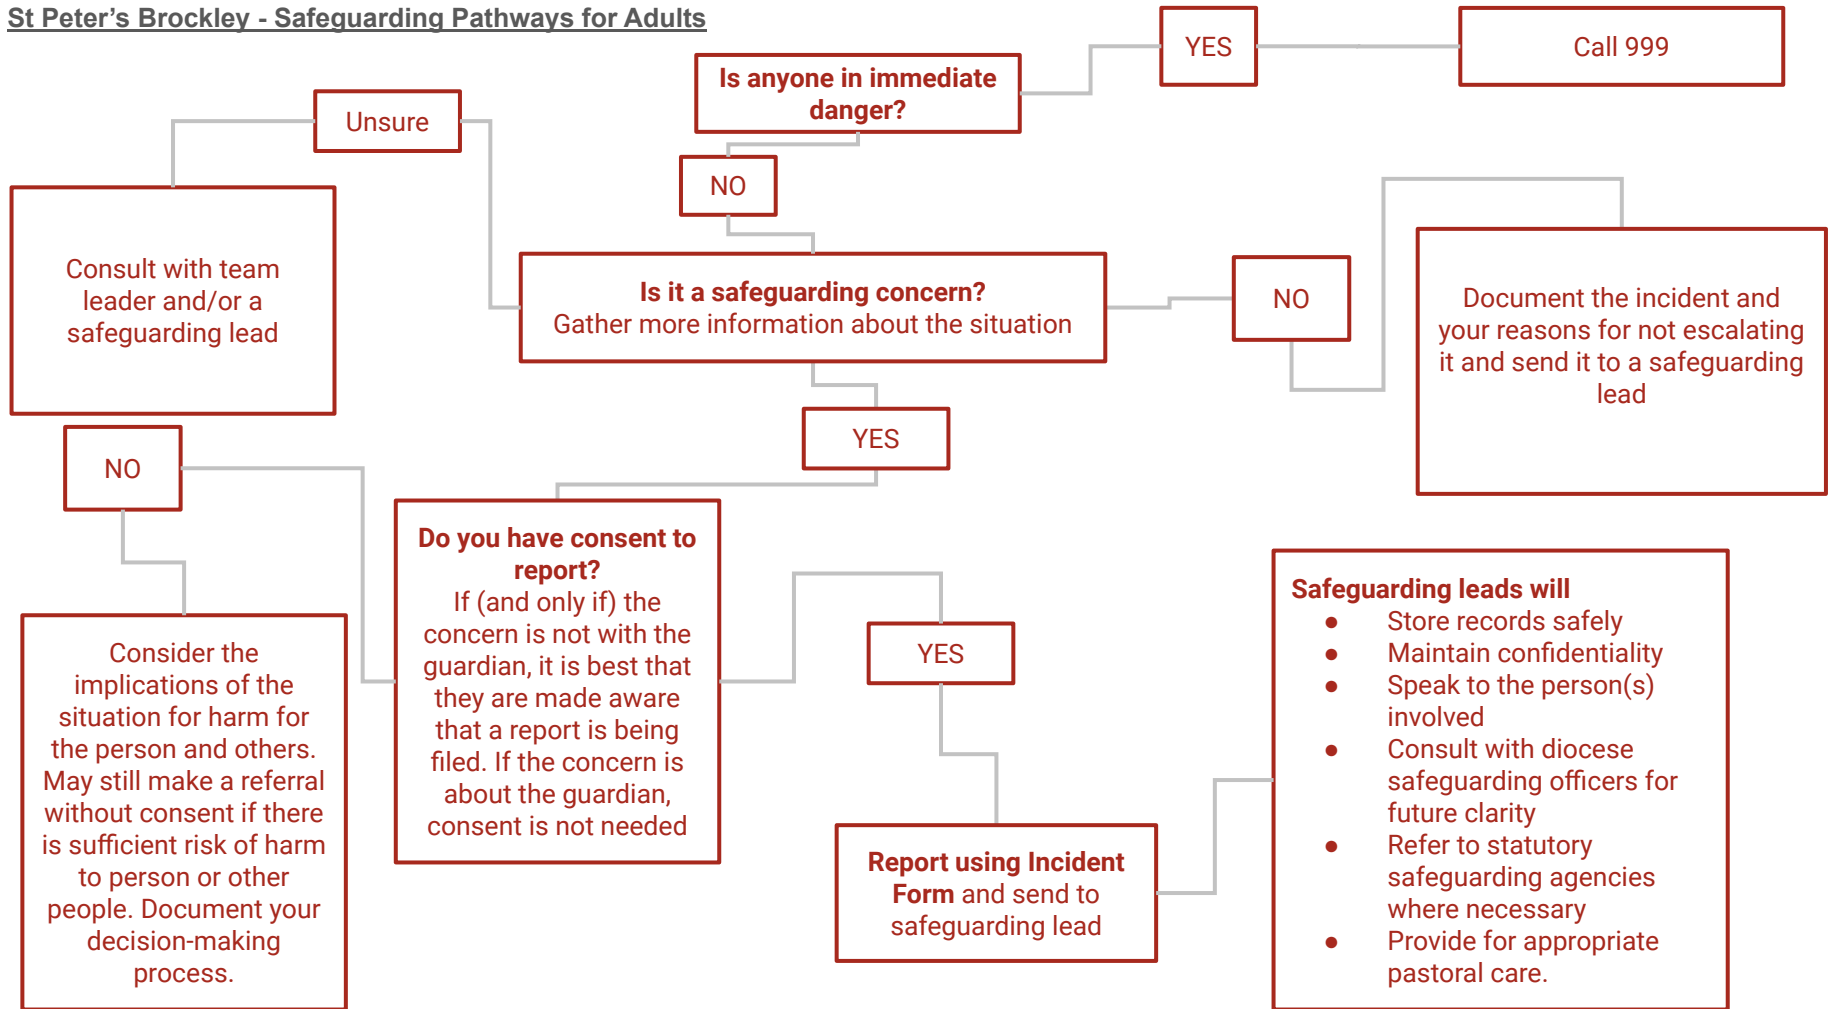 St Peter’s Brockley - Safeguarding Pathways for Adults
Is anyone in immediate
danger?
YES
Call 999
Unsure
NO
Consult with team
leader and/or a
safeguarding lead
Is it a safeguarding concern?
Gather more information about the situation
NO
Document the incident and
your reasons for not escalating
it and send it to a safeguarding
lead
YES
NO
Do you have consent to
report?
If (and only if) the
concern is not with the
guardian, it is best that
they are made aware
that a report is being
filed. If the concern is
about the guardian,
consent is not needed
Consider the
implications of the
situation for harm for
the person and others.
May still make a referral
without consent if there
is sufficient risk of harm
to person or other
people. Document your
decision-making
process.
YES
Report using Incident
Form and send to
safeguarding lead
Safeguarding leads will
● Store records safely
● Maintain confidentiality
● Speak to the person(s)
involved
● Consult with diocese
safeguarding officers for
future clarity
● Refer to statutory
safeguarding agencies
where necessary
● Provide for appropriate
pastoral care.